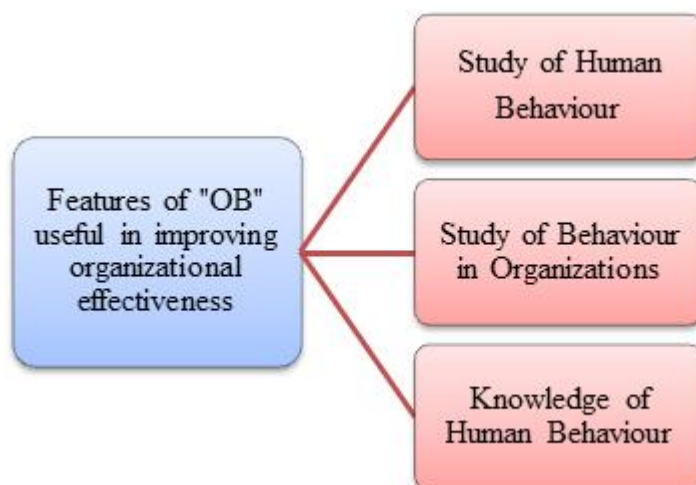 Features of "OB"
useful in improving
organizational
effectiveness
Study of Human
Behaviour
Study of Behaviour
in Organizations
Knowledge of
Human Behaviour